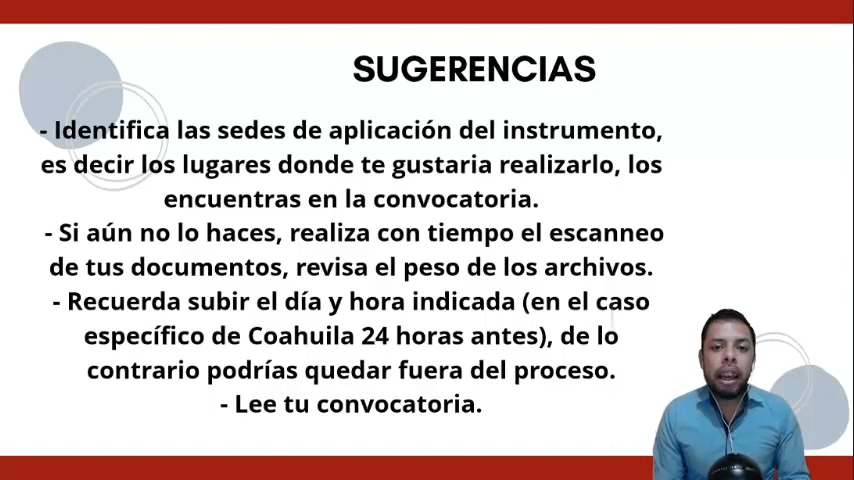 SUGERENCIAS
- Identifica las sedes de aplicación del instrumento,
es decir los lugares donde te gustaria realizarlo, los
encuentras en la convocatoria.
- Si aún no lo haces, realiza con tiempo el escanneo
de tus documentos, revisa el peso de los archivos.
- Recuerda subir el día y hora indicada (en el caso
específico de Coahuila 24 horas antes), de lo
contrario podrías quedar fuera del proceso.
- Lee tu convocatoria.